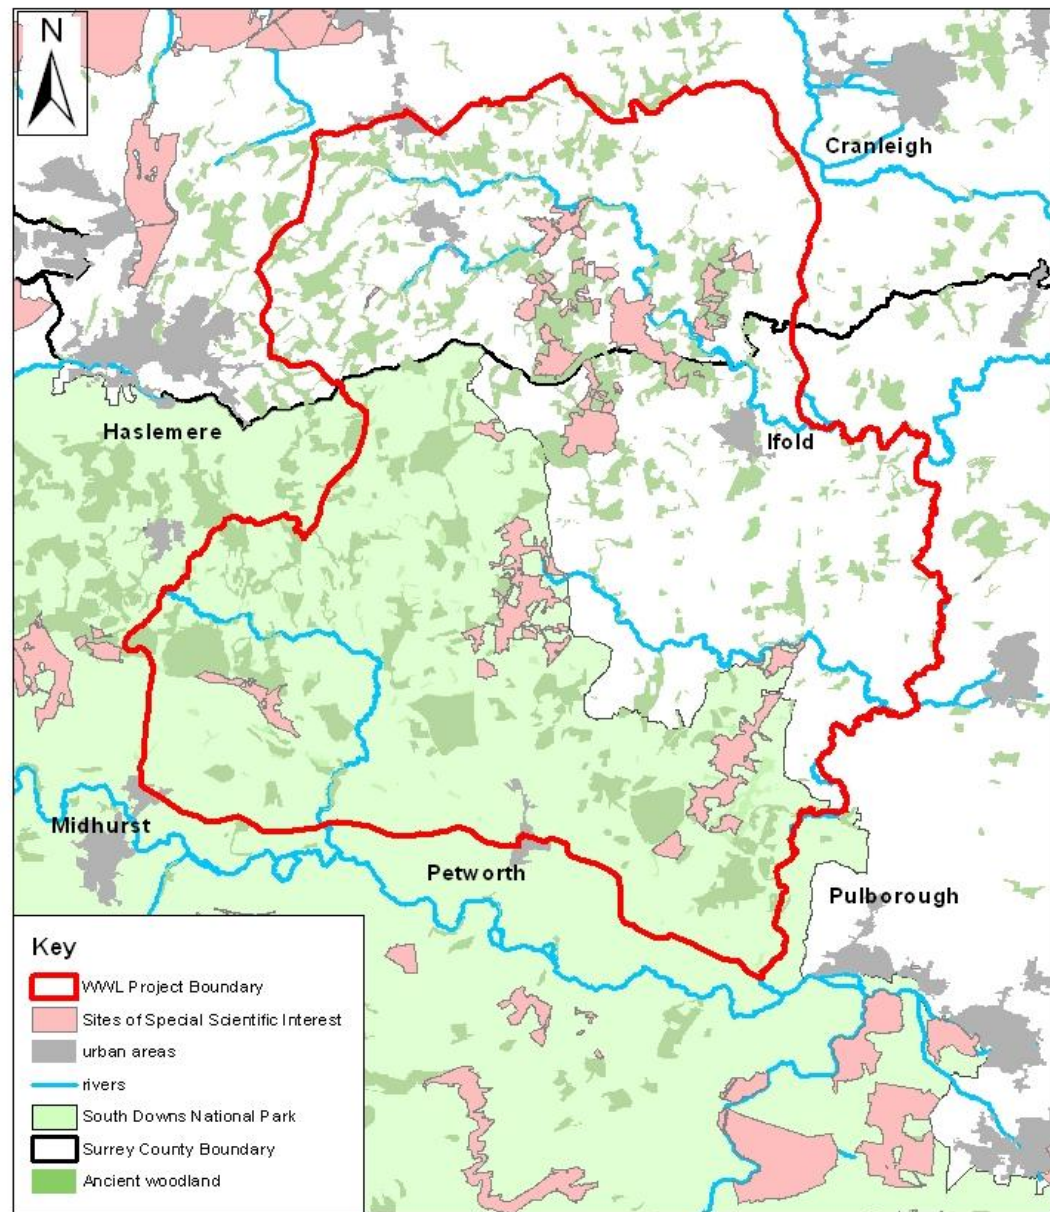 N
Cranleigh
Haslemere
Ifold
Midhurst
Petworth
Pulborough
Key
WWL Project Boundary
Sites of Special Scientific Interest
urban areas
rivers
South Downs National Park
Surrey County Boundary
Ancient woodland